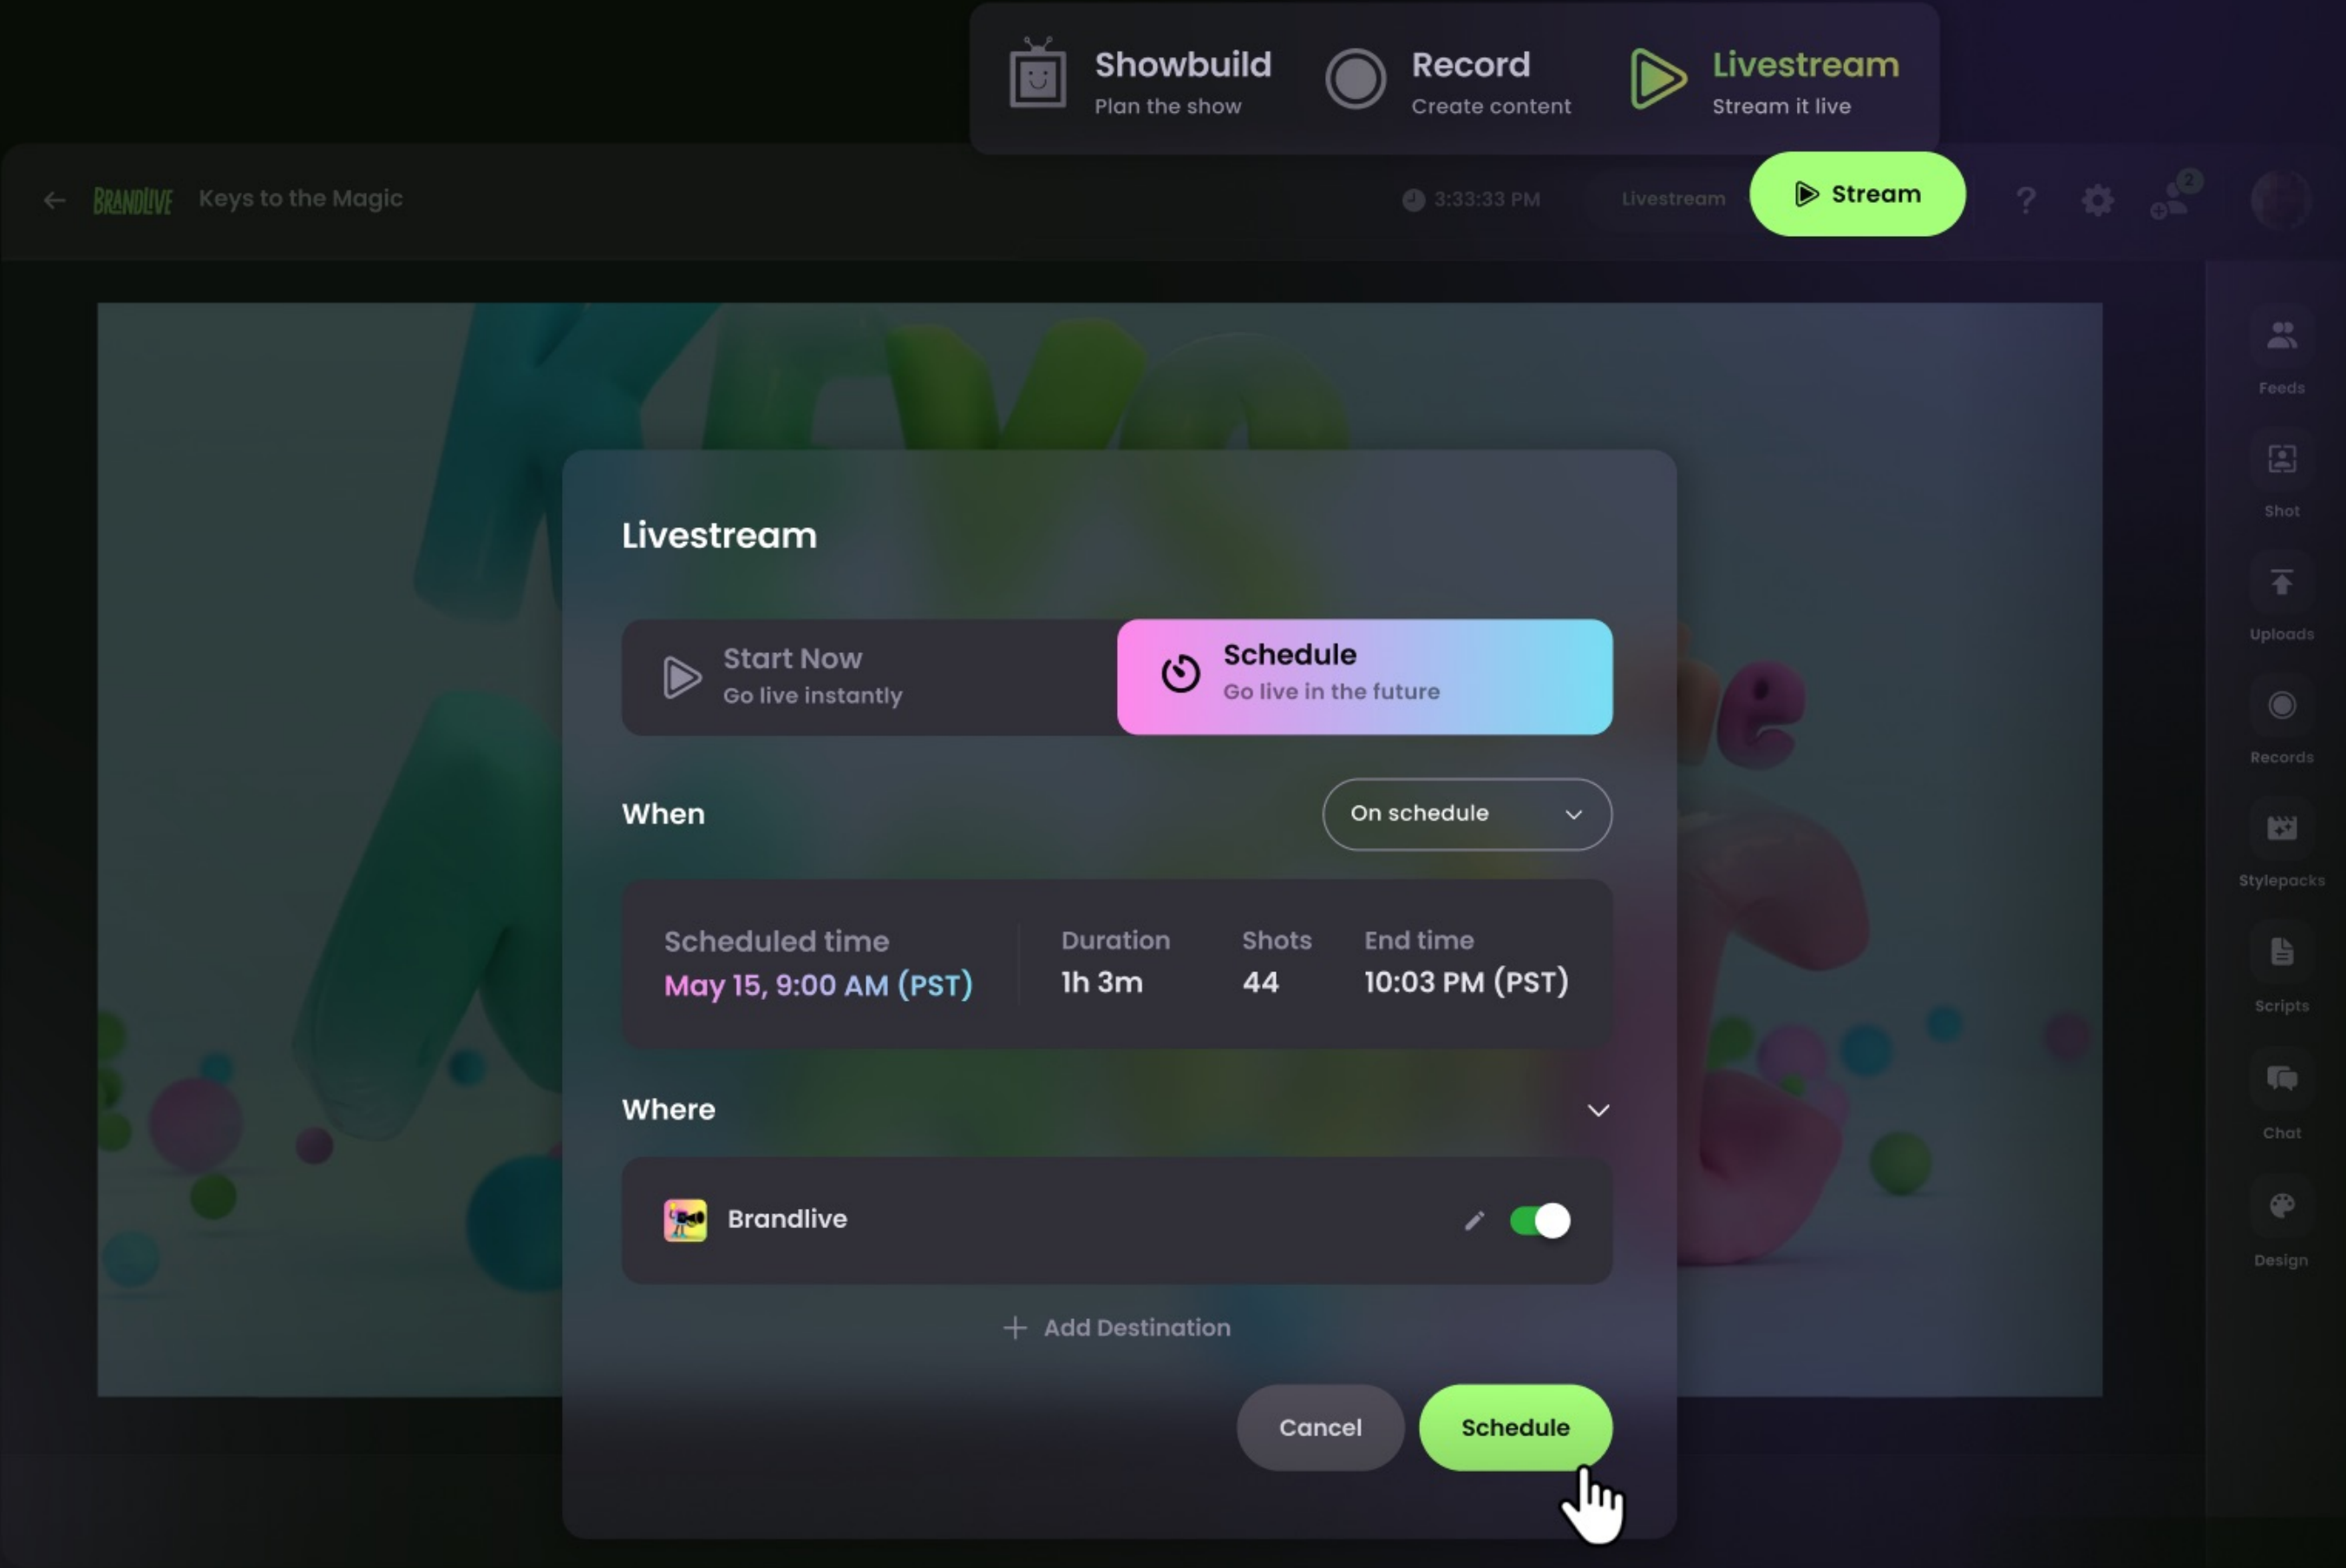 Showbuild
Plan the show
Record
Create content
Livestream
Stream it live
BRANDLIVE
Keys to the Magic
3:33:33 PM
Livestream
Stream
?
2
Keys
Feeds
Shot
Uploads
Records
Stylepacks
Scripts
Chat
Design
Livestream
Start Now
Go live instantly
Schedule
Go live in the future
When
On schedule
Scheduled time
May 15, 9:00 AM (PST)
Duration
1h 3m
Shots
44
End time
10:03 PM (PST)
Where
Brandlive
Add Destination
Cancel
Schedule